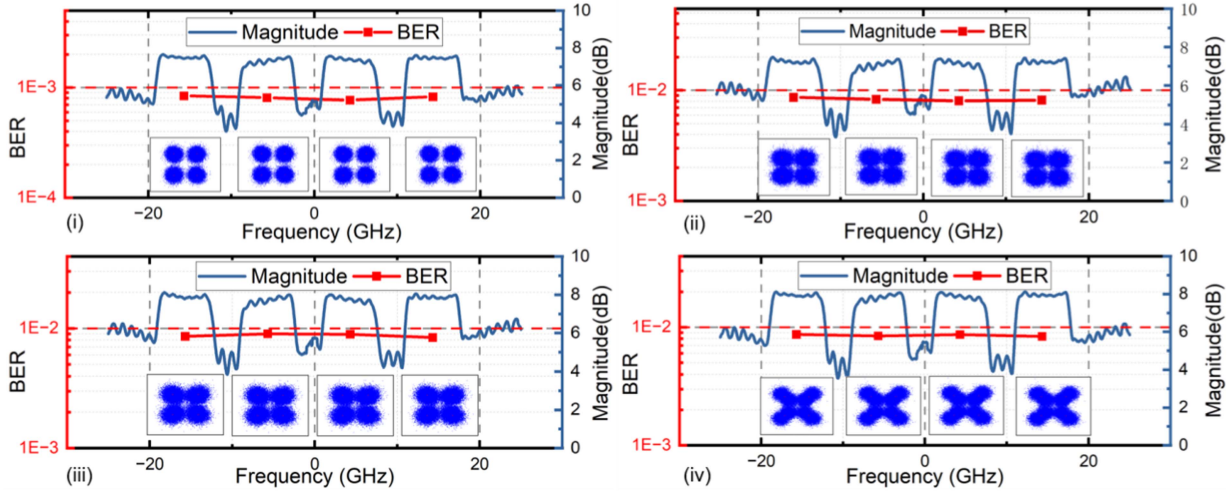 Magnitude BER
BER
1E−3
1E−4
10
8
6
4
2
0
Magnitude(dB)
−20 0 20
Frequency (GHz)
(i)
Magnitude BER
BER
1E−2
1E−3
10
8
6
4
2
0
Magnitude(dB)
−20 0 20
Frequency (GHz)
(ii)
Magnitude BER
BER
1E−2
1E−3
10
8
6
4
2
0
Magnitude(dB)
−20 0 20
Frequency (GHz)
(iii)
Magnitude BER
BER
1E−2
1E−3
10
8
6
4
2
0
Magnitude(dB)
−20 0 20
Frequency (GHz)
(iv)